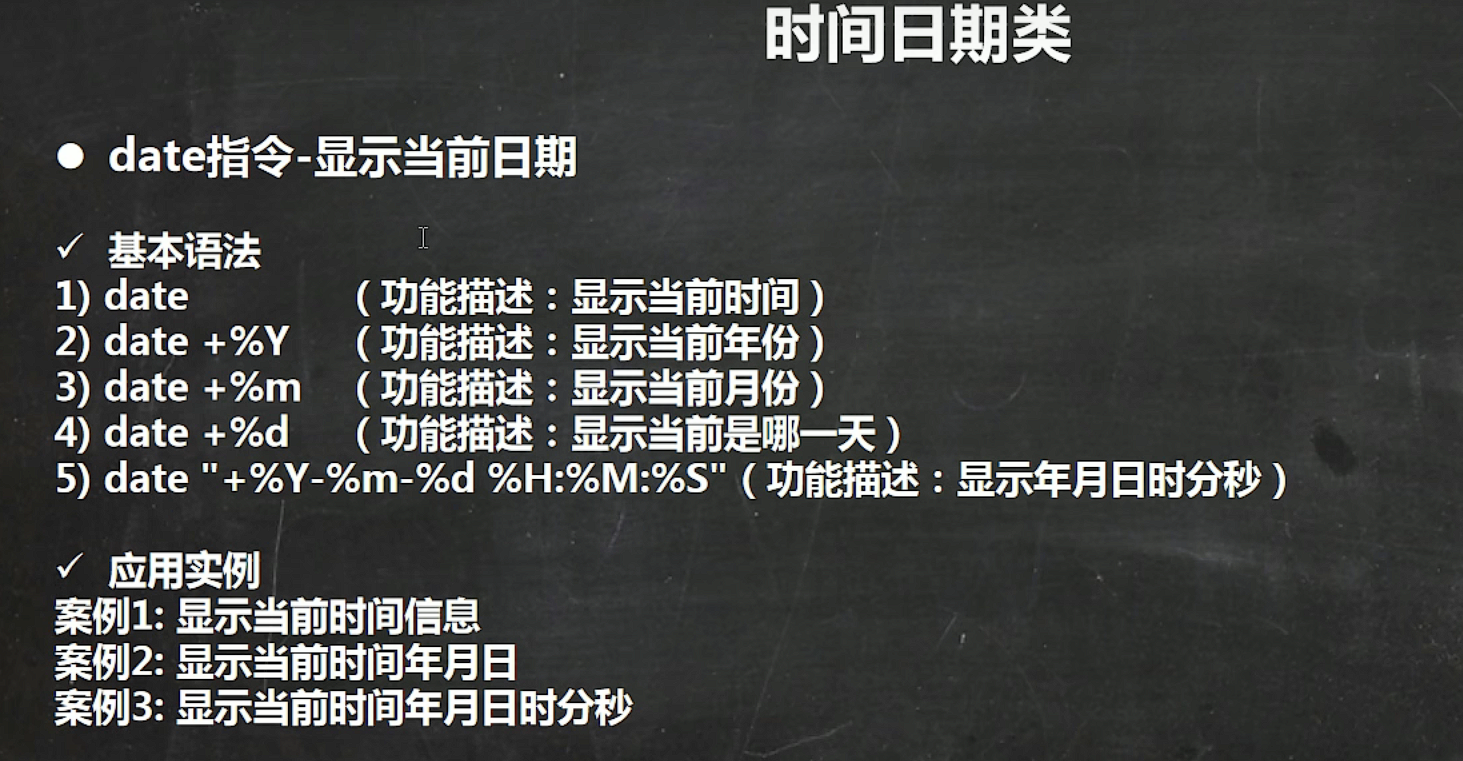 时间日期类
● date指令-显示当前日期
✓ 基本语法
1) date （功能描述：显示当前时间）
2) date +%Y （功能描述：显示当前年份）
3) date +%m （功能描述：显示当前月份）
4) date +%d （功能描述：显示当前是哪一天）
5) date "+%Y-%m-%d %H:%M:%S"（功能描述：显示年月日时分秒）
✓ 应用实例
案例1: 显示当前时间信息
案例2: 显示当前时间年月日
案例3: 显示当前时间年月日时分秒